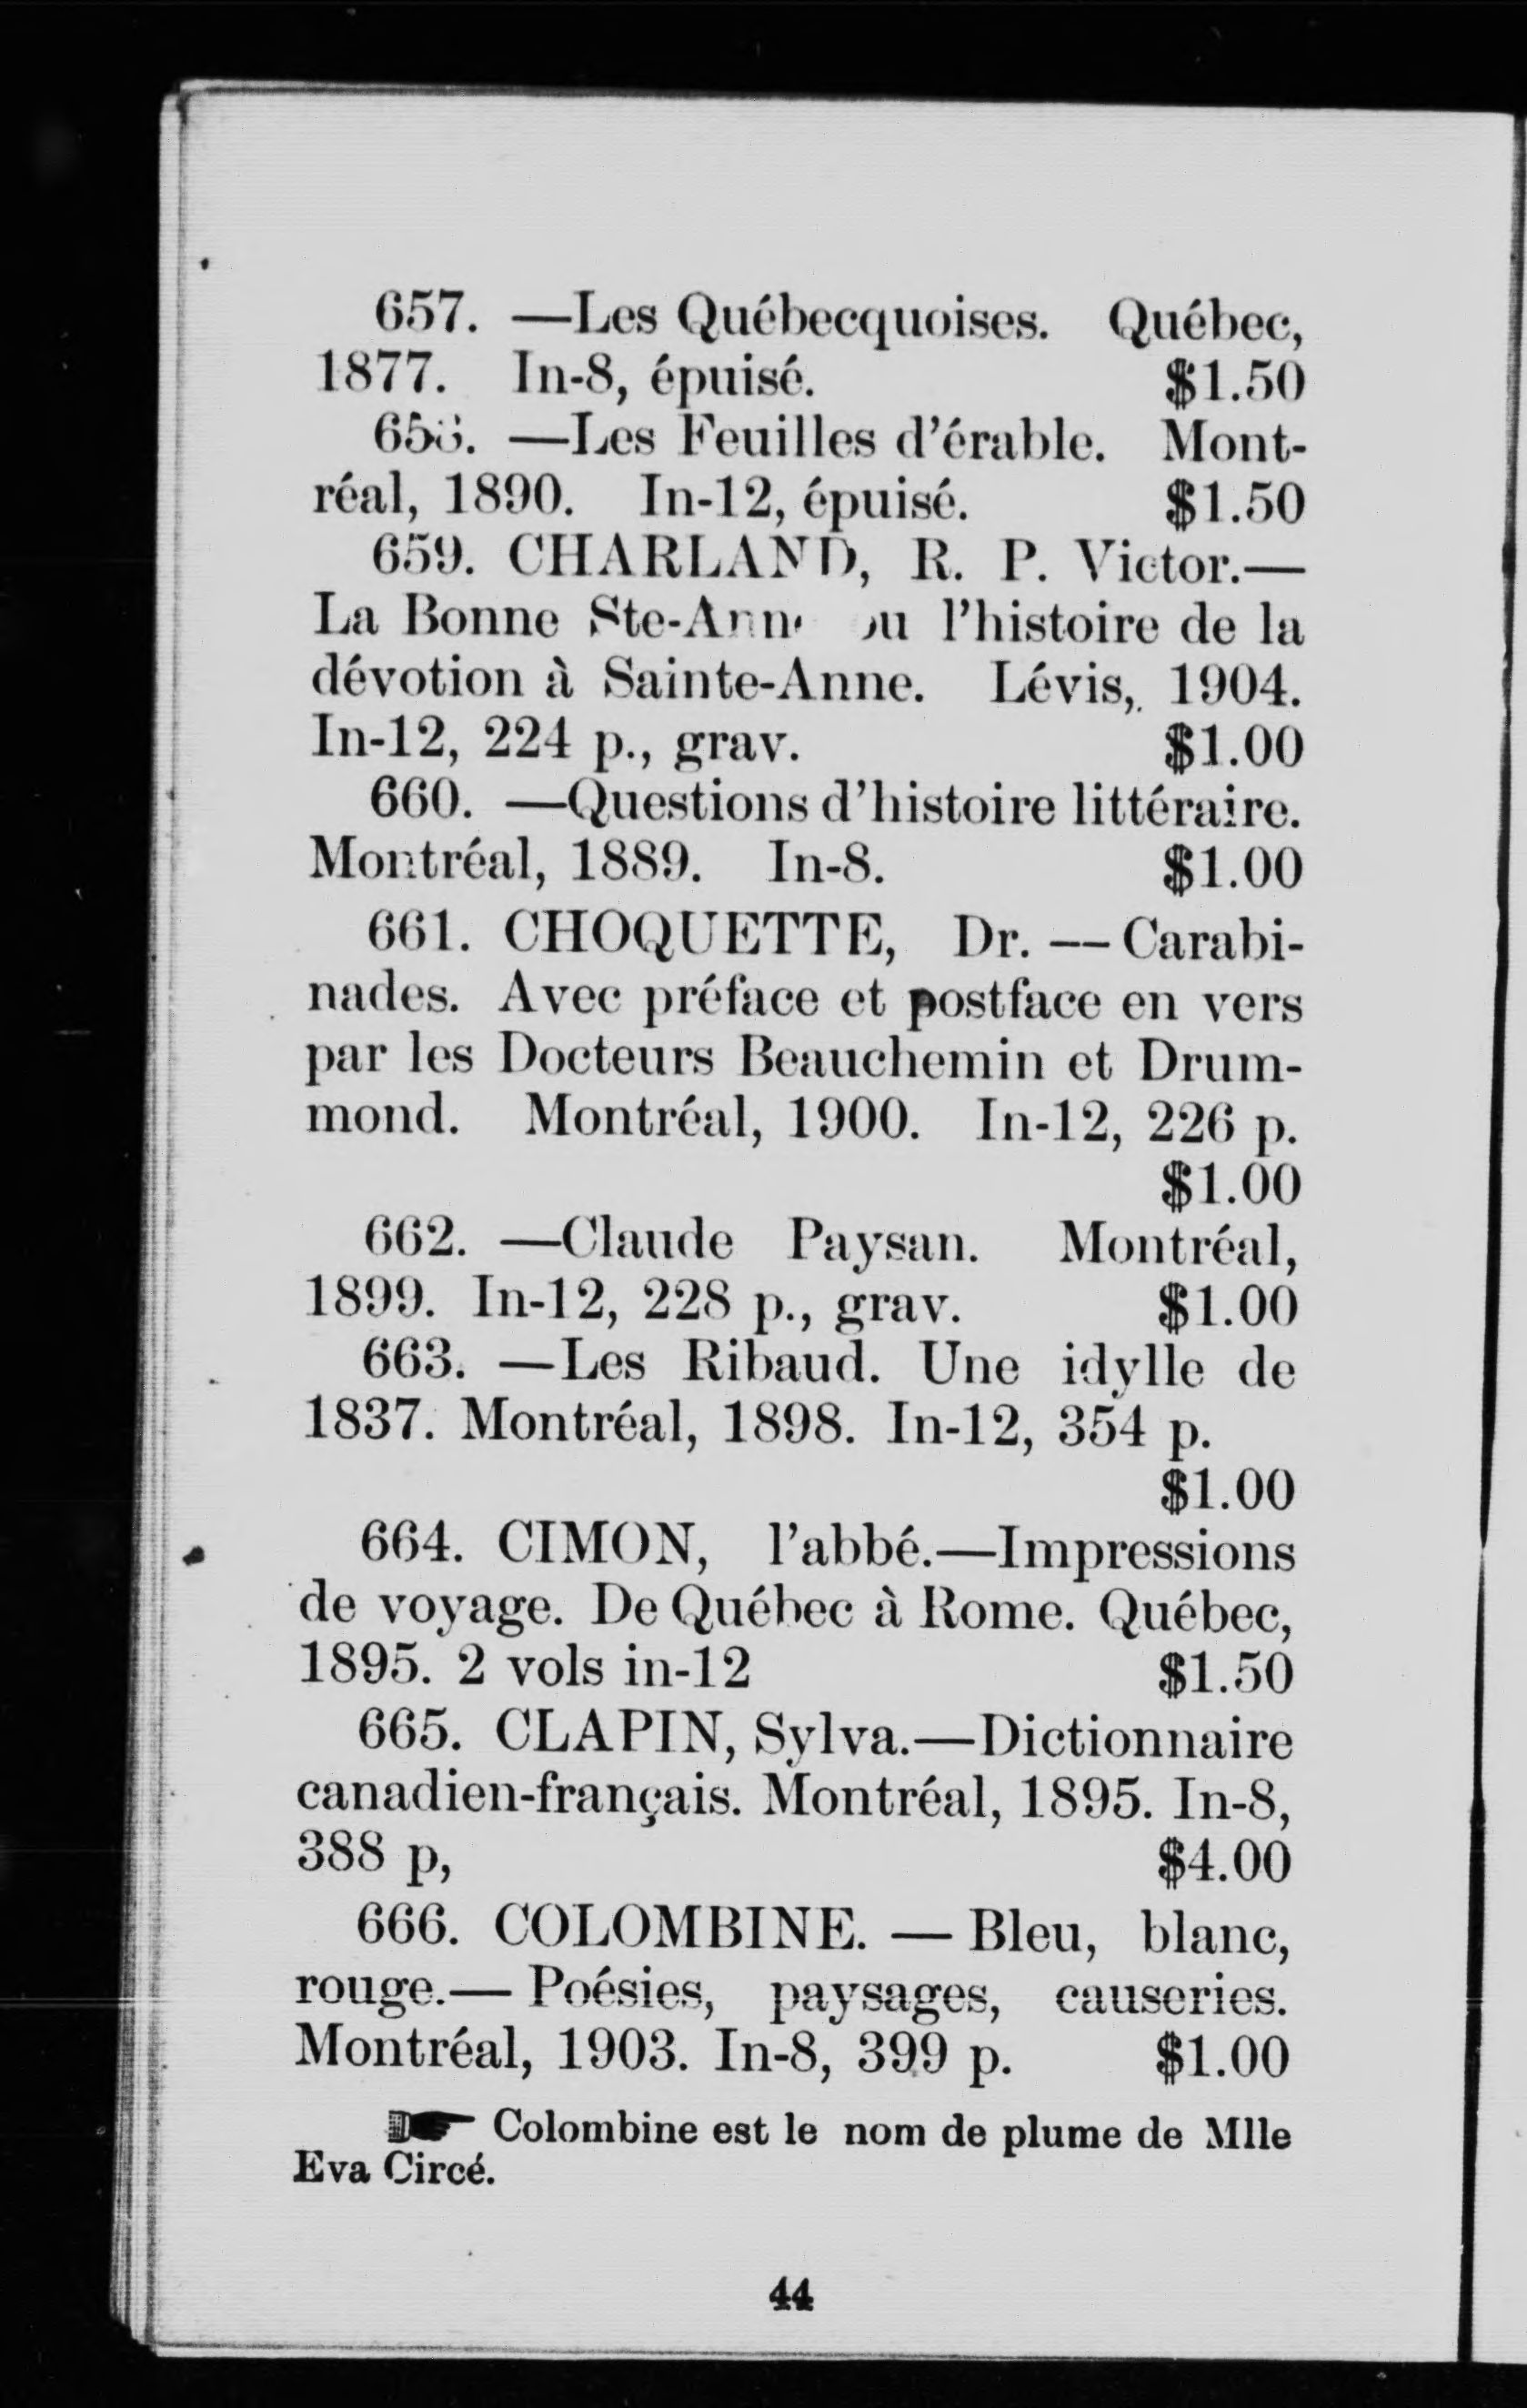 657. —Les Québecquoises. Québec,
1877. In-8, épuisé. $1.50
658. —Les Feuilles d'érable. Mont-
réal, 1890. In-12, épuisé. $1.50
659. CHARLAND, R. P. Victor.—
La Bonne Ste-Anne ou l'histoire de la
dévotion à Sainte-Anne. Lévis, 1904.
In-12, 224 p., grav. $1.00
660. —Questions d'histoire littéraire.
Montréal, 1889. In-8. $1.00
661. CHOQUETTE, Dr. — Carabi-
nades. Avec préface et postface en vers
par les Docteurs Beauchemin et Drum-
mond. Montréal, 1900. In-12, 226 p.
$1.00
662. —Claude Paysan. Montréal,
1899. In-12, 228 p., grav. $1.00
663. —Les Ribaud. Une idylle de
1837. Montréal, 1898. In-12, 354 p.
$1.00
664. CIMON, l'abbé.—Impressions
de voyage. De Québec à Rome. Québec,
1895. 2 vols in-12 $1.50
665. CLAPIN, Sylva.—Dictionnaire
canadien-français. Montréal, 1895. In-8,
388 p, $4.00
666. COLOMBINE. — Bleu, blanc,
rouge.— Poésies, paysages, causeries.
Montréal, 1903. In-8, 399 p. $1.00
☛ Colombine est le nom de plume de Mlle
Eva Circé.
44